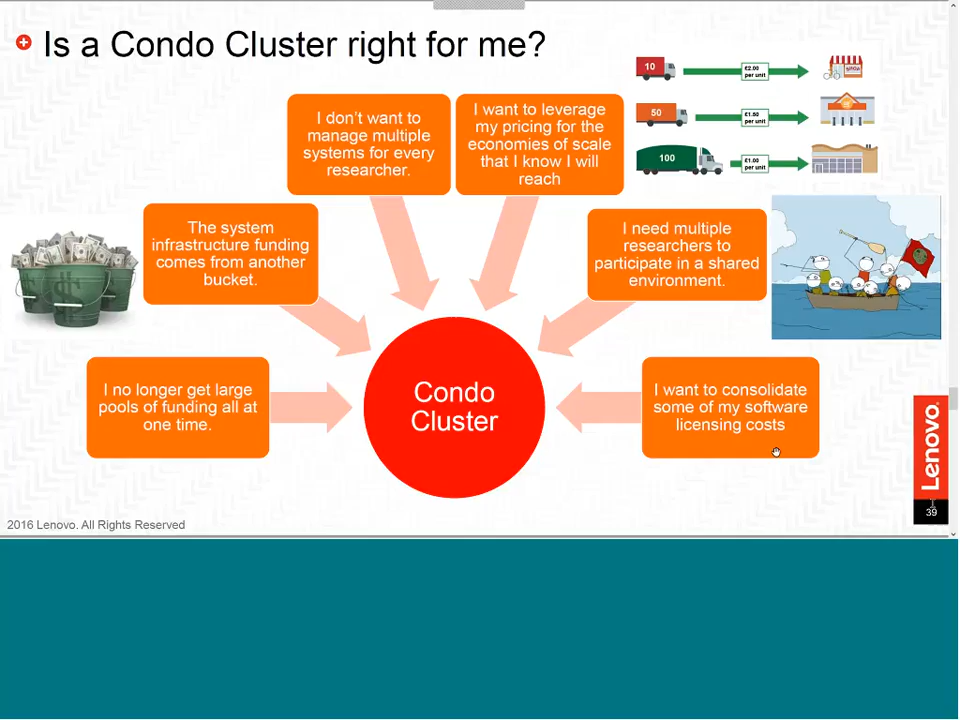 Is a Condo Cluster right for me?
10
£2.00
per unit
50
£1.50
per unit
100
£1.00
per unit
I don't want to
manage multiple
systems for every
researcher.
I want to leverage
my pricing for the
economies of scale
that I know I will
reach
The system
infrastructure funding
comes from another
bucket.
I need multiple
researchers to
participate in a shared
environment.
I no longer get large
pools of funding all at
one time.
Condo
Cluster
I want to consolidate
some of my software
licensing costs
Lenovo
39
2016 Lenovo. All Rights Reserved